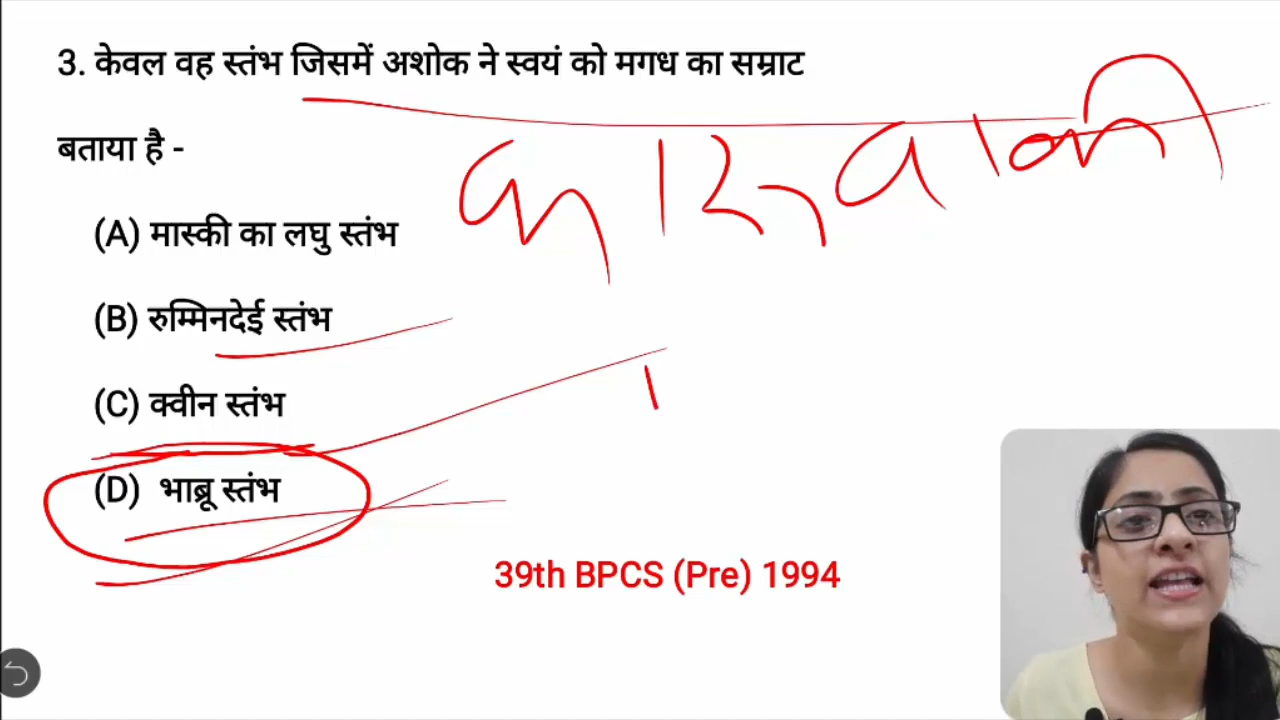 3. केवल वह स्तंभ जिसमें अशोक ने स्वयं को मगध का सम्राट
बताया है -
कारुवाकी
(A) मास्की का लघु स्तंभ
(B) रुम्मिनदेई स्तंभ
(C) क्वीन स्तंभ
(D) भाब्रू स्तंभ
39th BPCS (Pre) 1994